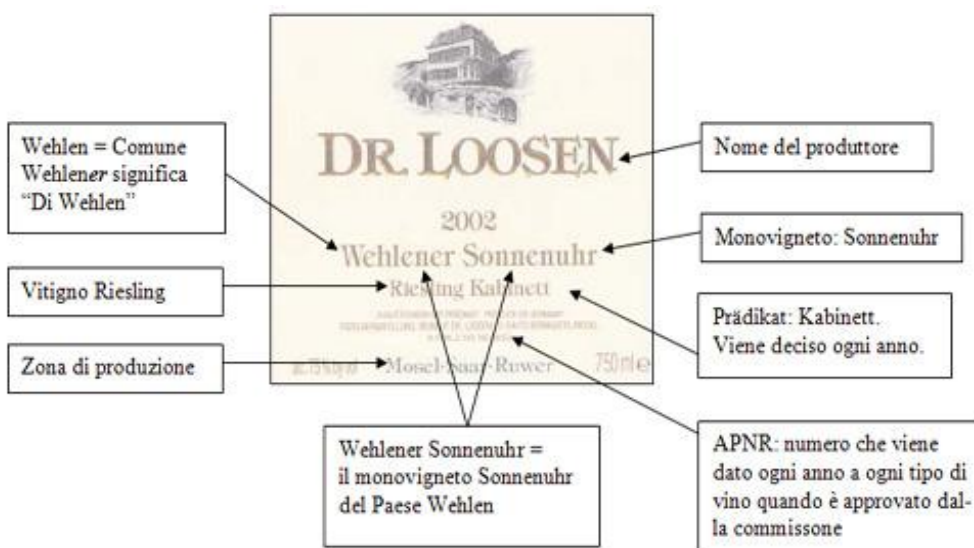 Wehlen = Comune
Wehlener significa
“Di Wehlen”
Vitigno Riesling
Zona di produzione
DR. LOOSEN
2002
Wehlener Sonnenuhr
Riesling Kabinett
Mosel-Saar-Ruwer
750 ml e
Nome del produttore
Monovigneto: Sonnenuhr
Prädikat: Kabinett.
Viene deciso ogni anno.
Wehlener Sonnenuhr =
il monovigneto Sonnenuhr
del Paese Wehlen
APNR: numero che viene
dato ogni anno a ogni tipo di
vino quando è approvato dal-
la commissone